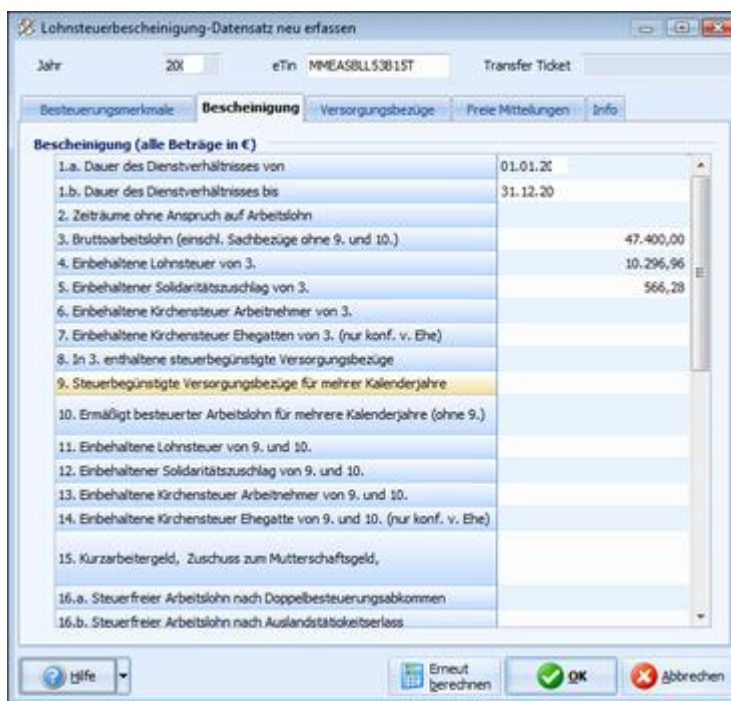 Lohnsteuerbescheinigung-Datensatz neu erfassen
Jahr 200 eTin MMEASBLL53B15T Transfer Ticket
Besteuerungsmerkmale Bescheinigung Versorgungsbezüge Freie Mitteilungen Info
Bescheinigung (alle Beträge in €)
1.a. Dauer des Dienstverhältnisses von 01.01.20
1.b. Dauer des Dienstverhältnisses bis 31.12.20
2. Zeiträume ohne Anspruch auf Arbeitslohn
3. Bruttoarbeitslohn (einschl. Sachbezüge ohne 9. und 10.) 47.400,00
4. Einbehaltene Lohnsteuer von 3. 10.296,96
5. Einbehaltener Solidaritätszuschlag von 3. 566,28
6. Einbehaltene Kirchensteuer Arbeitnehmer von 3.
7. Einbehaltene Kirchensteuer Ehegatten von 3. (nur konf. v. Ehe)
8. In 3. enthaltene steuerbegünstigte Versorgungsbezüge
9. Steuerbegünstigte Versorgungsbezüge für mehrer Kalenderjahre
10. Ermäßigt besteuerter Arbeitslohn für mehrere Kalenderjahre (ohne 9.)
11. Einbehaltene Lohnsteuer von 9. und 10.
12. Einbehaltener Solidaritätszuschlag von 9. und 10.
13. Einbehaltene Kirchensteuer Arbeitnehmer von 9. und 10.
14. Einbehaltene Kirchensteuer Ehegatte von 9. und 10. (nur konf. v. Ehe)
15. Kurzarbeitergeld, Zuschuss zum Mutterschaftsgeld,
16.a. Steuerfreier Arbeitslohn nach Doppelbesteuerungsabkommen
16.b. Steuerfreier Arbeitslohn nach Auslandstätigkeitserlass
Hilfe Erneut berechnen OK Abbrechen